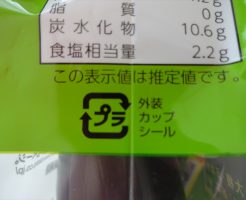 脂 質 0g
炭水化物 10.6g
食塩相当量 2.2g
この表示値は推定値です。
プラ
外装
カップ
シール